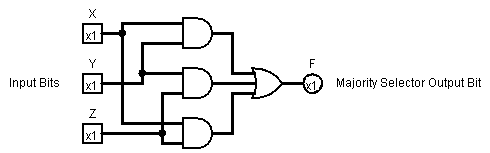 X
x1
Y
Input Bits
x1
F
x1
Majority Selector Output Bit
Z
x1